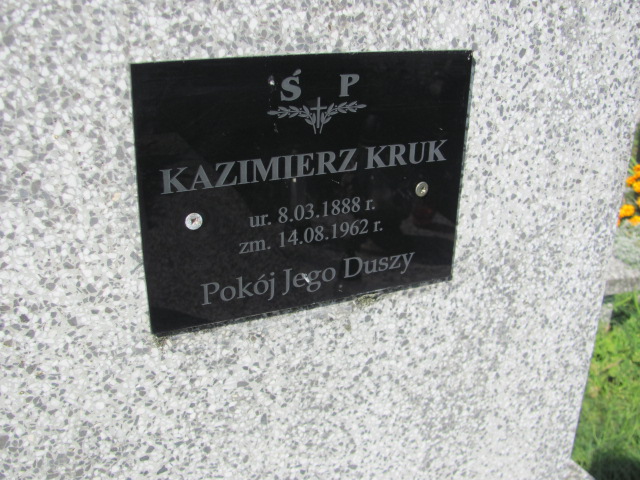 Ś P
KAZIMIERZ KRUK
ur. 8.03.1888 r.
zm. 14.08.1962 r.
Pokój Jego Duszy